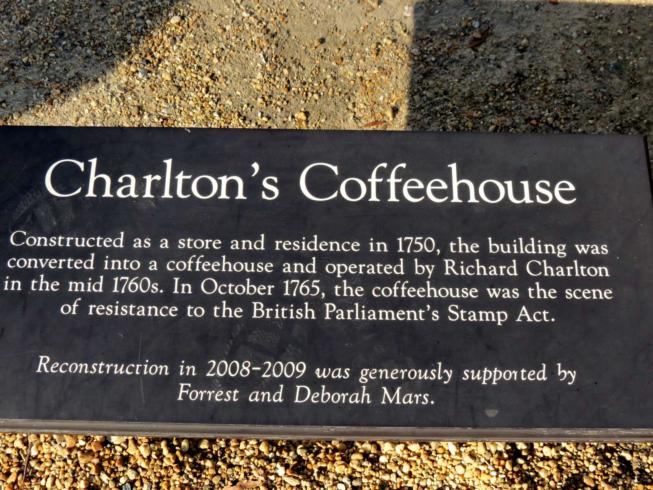 Charlton's Coffeehouse
Constructed as a store and residence in 1750, the building was
converted into a coffeehouse and operated by Richard Charlton
in the mid 1760s. In October 1765, the coffeehouse was the scene
of resistance to the British Parliament's Stamp Act.
Reconstruction in 2008-2009 was generously supported by
Forrest and Deborah Mars.